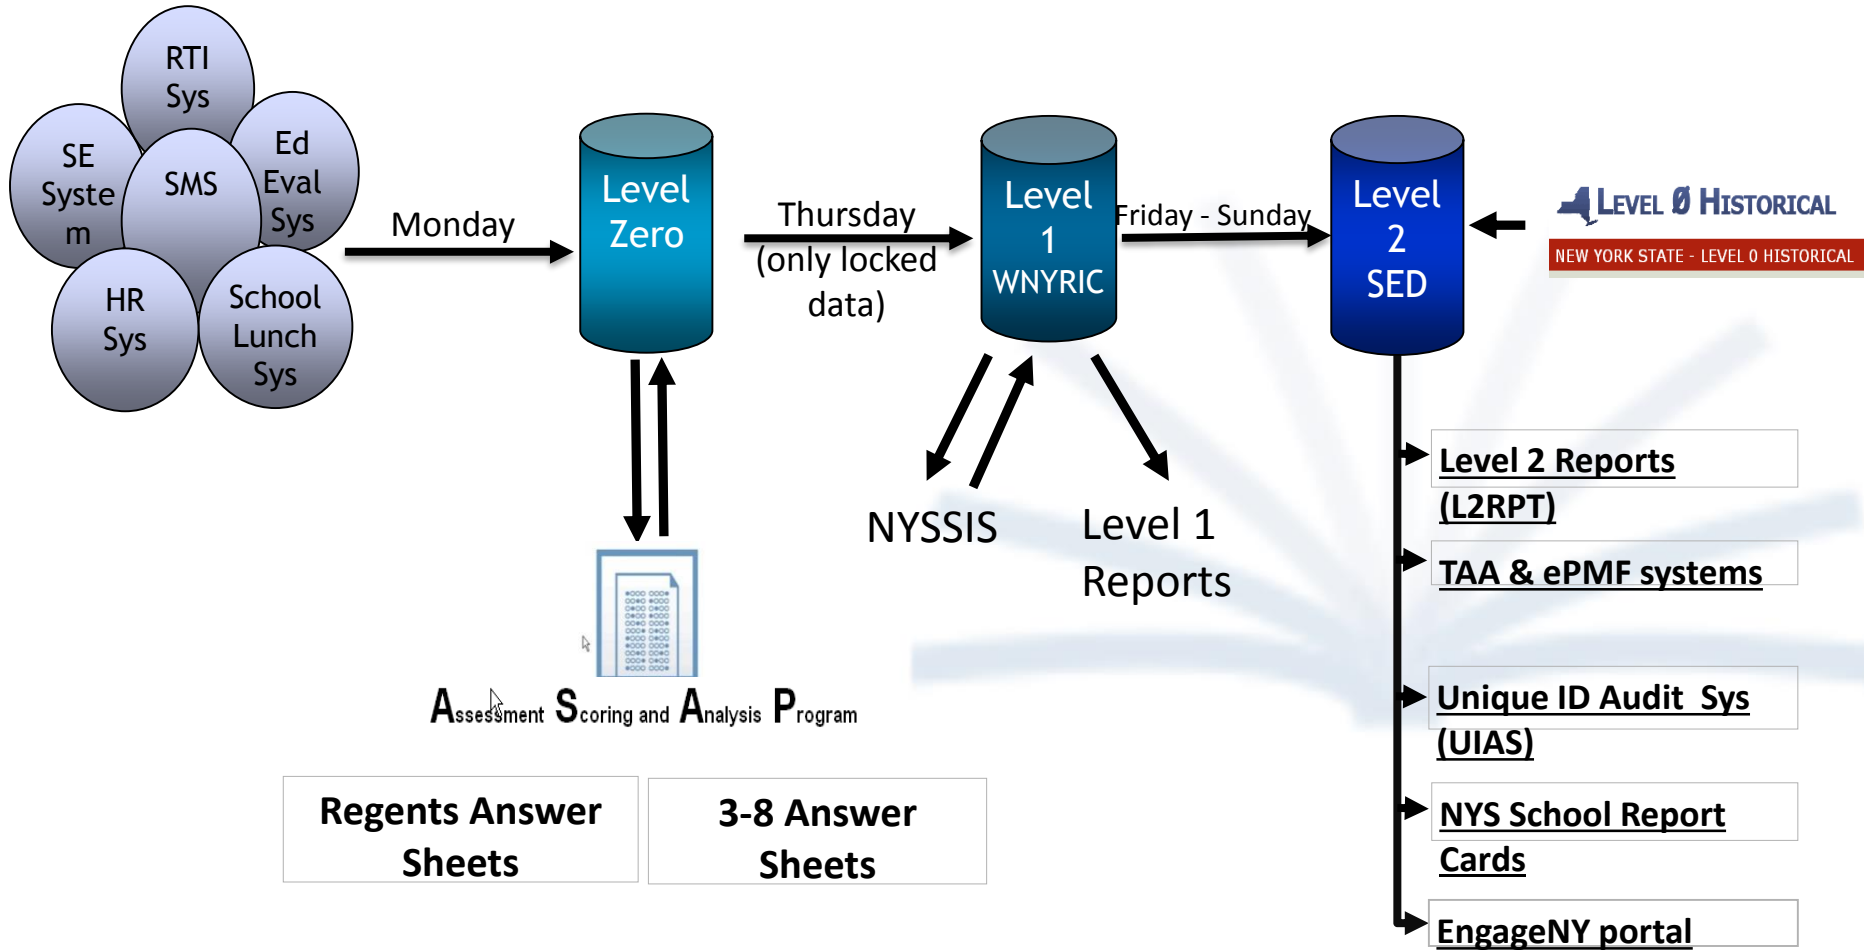 RTI
Sys
SE
Syste
m
SMS
Ed
Eval
Sys
HR
Sys
School
Lunch
Sys
Monday
Level
Zero
Thursday
(only locked
data)
Level
1
WNYRIC
Friday - Sunday
Level
2
SED
LEVEL Ø HISTORICAL
NEW YORK STATE - LEVEL 0 HISTORICAL
NYSSIS
Level 1
Reports
Assessment Scoring and Analysis Program
Regents Answer
Sheets
3-8 Answer
Sheets
Level 2 Reports
(L2RPT)
TAA & ePMF systems
Unique ID Audit Sys
(UIAS)
NYS School Report
Cards
EngageNY portal